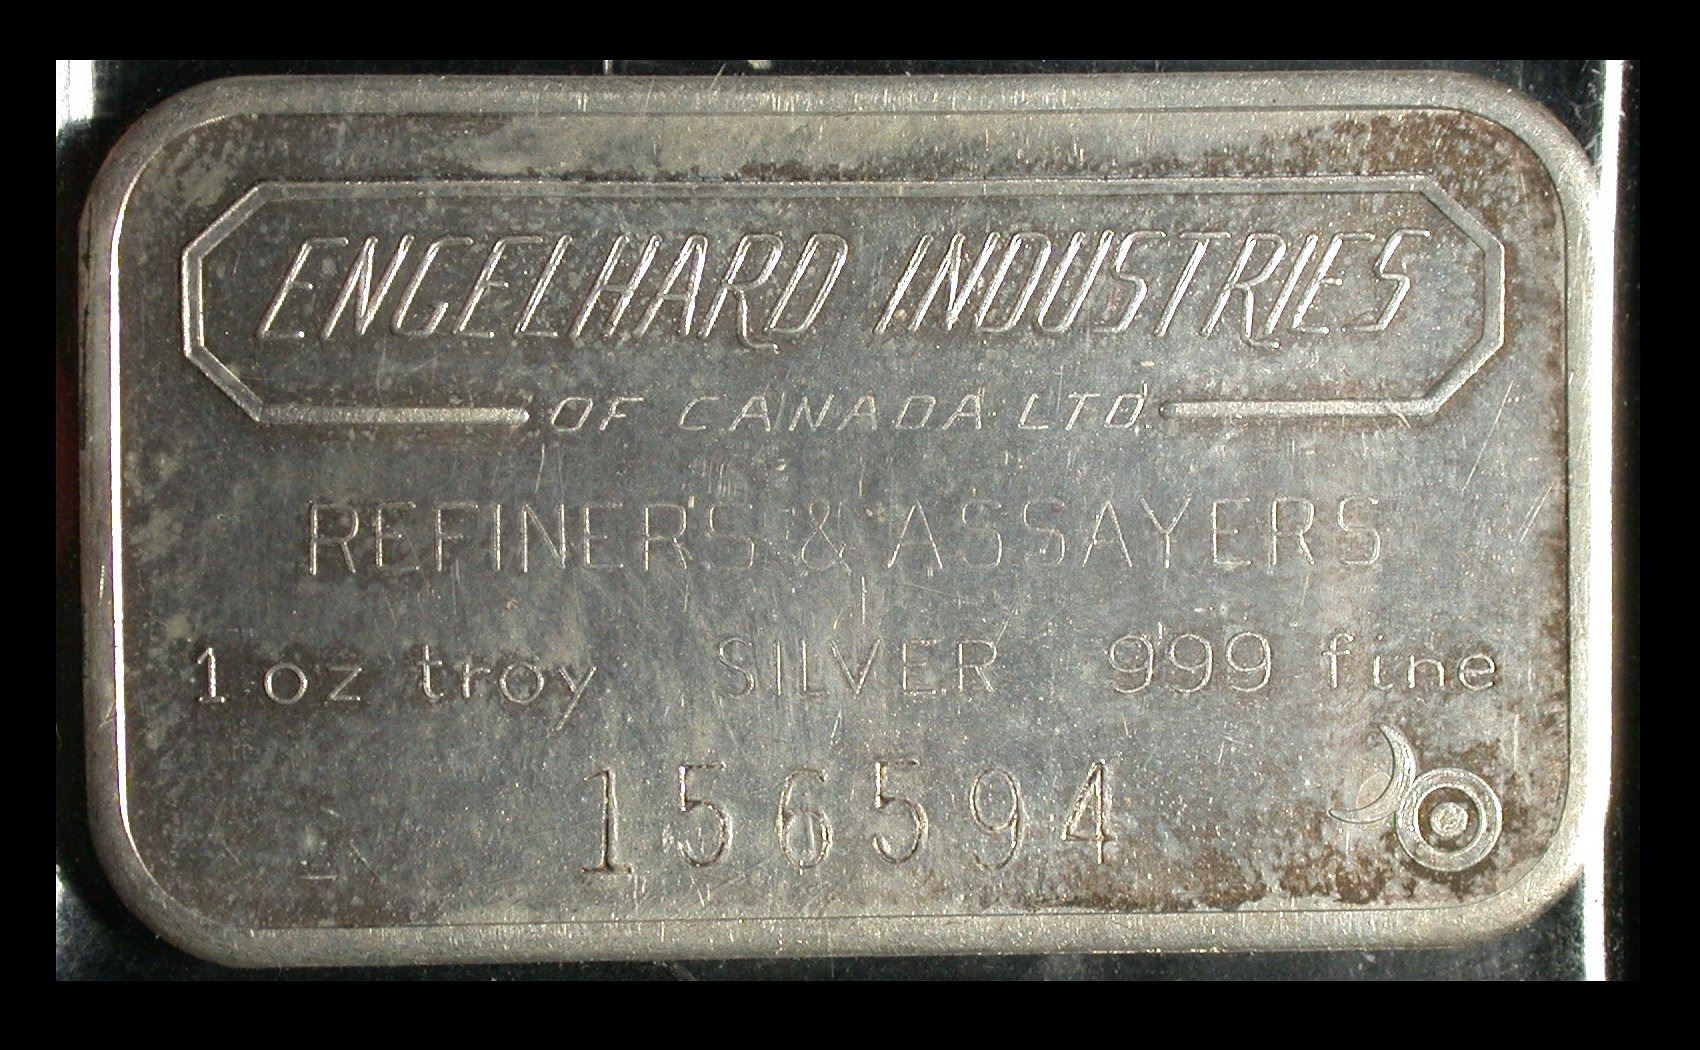 ENGELHARD INDUSTRIES
OF CANADA LTD.
REFINERS & ASSAYERS
1 oz troy SILVER 999 fine
156594